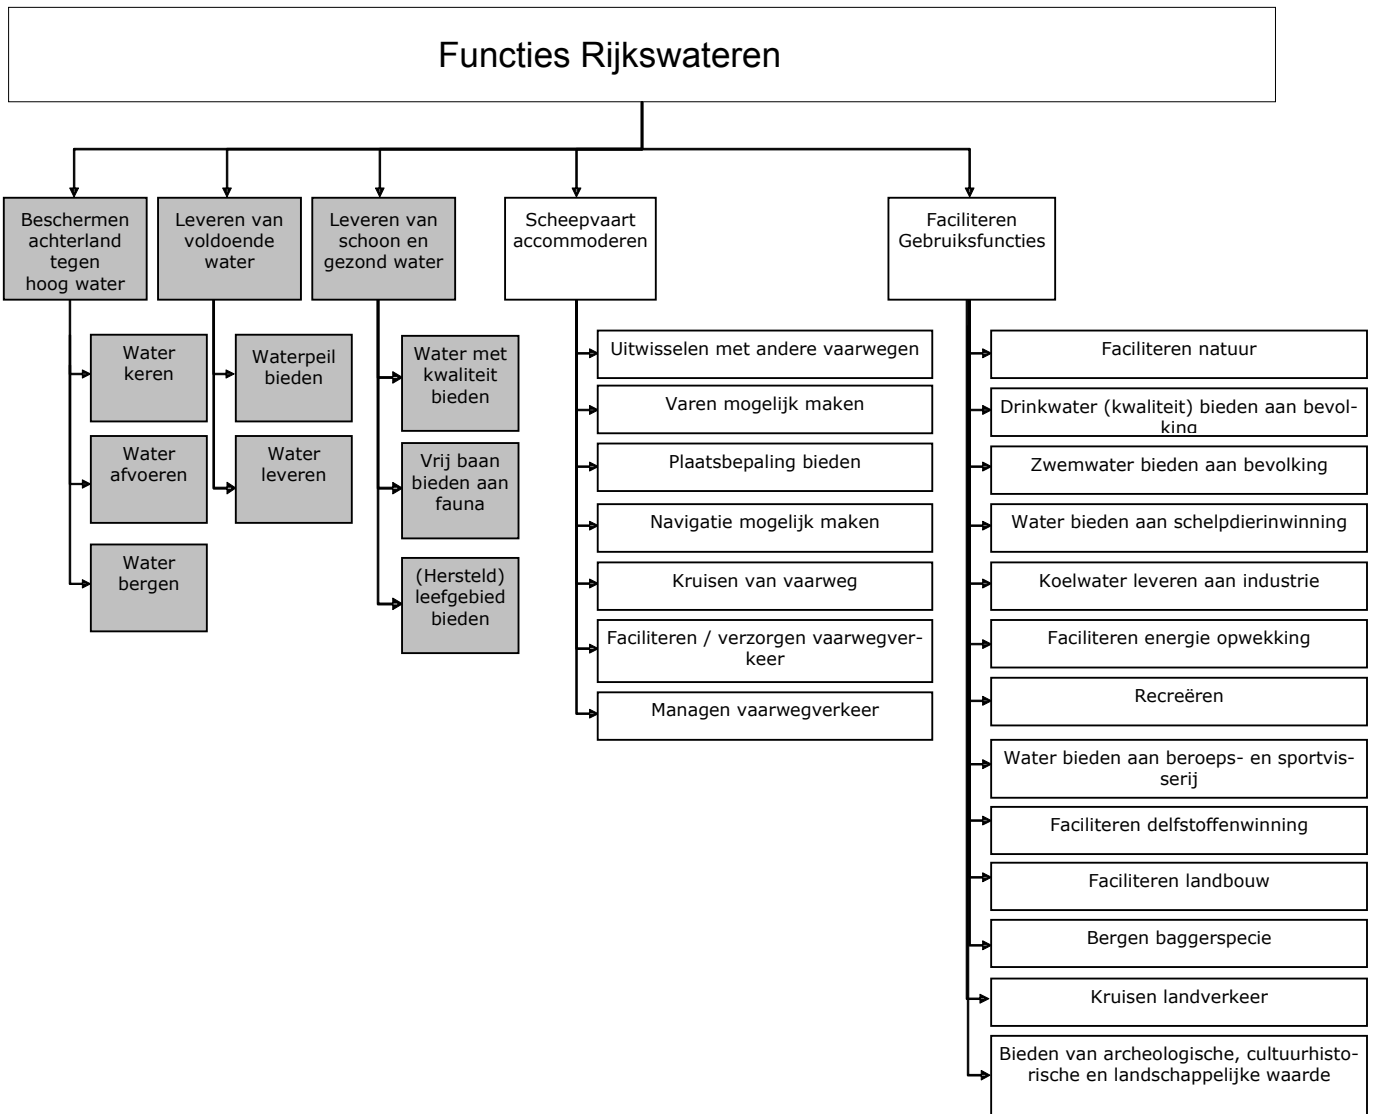 Functies Rijkswateren
Beschermen
achterland
tegen
hoog water
Leveren van
voldoende
water
Leveren van
schoon en
gezond water
Scheepvaart
accommoderen
Faciliteren
Gebruiksfuncties
Water
keren
Water
afvoeren
Water
bergen
Waterpeil
bieden
Water
leveren
Water met
kwaliteit
bieden
Vrij baan
bieden aan
fauna
(Hersteld)
leefgebied
bieden
Uitwisselen met andere vaarwegen
Varen mogelijk maken
Plaatsbepaling bieden
Navigatie mogelijk maken
Kruisen van vaarweg
Faciliteren / verzorgen vaarwegver-
keer
Managen vaarwegverkeer
Faciliteren natuur
Drinkwater (kwaliteit) bieden aan bevol-
king
Zwemwater bieden aan bevolking
Water bieden aan schelpdierinwinning
Koelwater leveren aan industrie
Faciliteren energie opwekking
Recreëren
Water bieden aan beroeps- en sportvis-
serij
Faciliteren delfstoffenwinning
Faciliteren landbouw
Bergen baggerspecie
Kruisen landverkeer
Bieden van archeologische, cultuurhisto-
rische en landschappelijke waarde